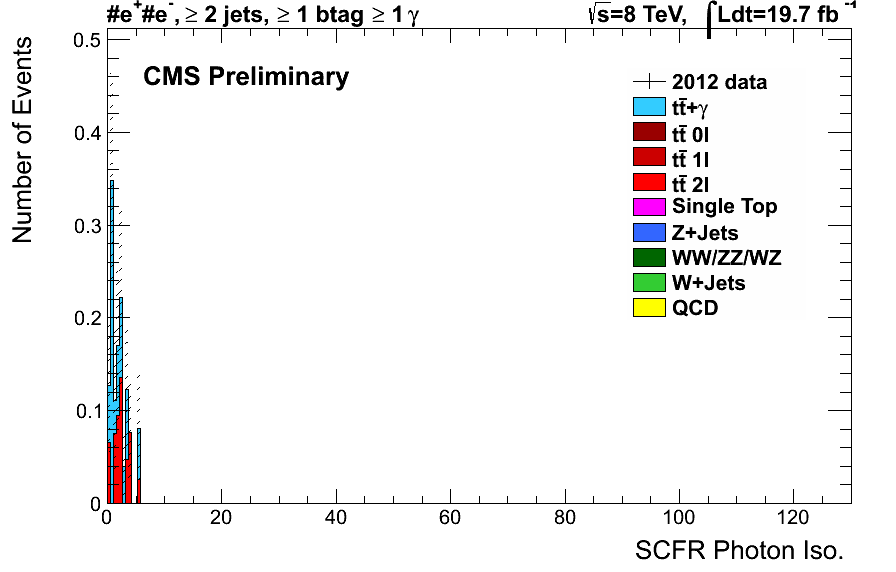 #e⁺#e⁻, ≥ 2 jets, ≥ 1 btag ≥ 1 γ √s=8 TeV, ∫Ldt=19.7 fb⁻¹
CMS Preliminary
2012 data
tt̄+γ
tt̄ 0l
tt̄ 1l
tt̄ 2l
Single Top
Z+Jets
WW/ZZ/WZ
W+Jets
QCD
Number of Events
0.5
0.4
0.3
0.2
0.1
0
0 20 40 60 80 100 120
SCFR Photon Iso.